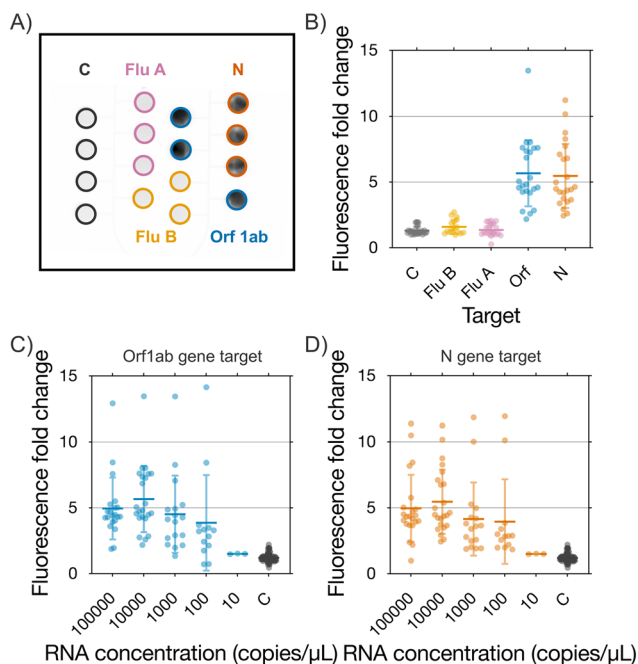 A)
C
Flu A
N
Flu B
Orf 1ab
B)
Fluorescence fold change
15
10
5
0
C
Flu B
Flu A
Orf
N
Target
C)
Orf1ab gene target
Fluorescence fold change
15
10
5
0
100000
10000
1000
100
10
C
RNA concentration (copies/μL)
D)
N gene target
Fluorescence fold change
15
10
5
0
100000
10000
1000
100
10
C
RNA concentration (copies/μL)